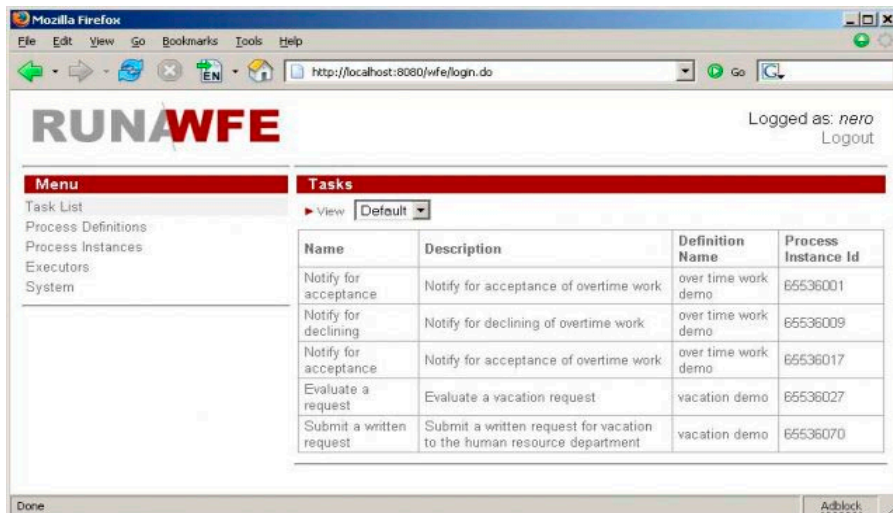 Mozilla Firefox
File Edit View Go Bookmarks Tools Help
EN http://localhost:8080/wfe/login.do Go G
RUNAWFE
Logged as: nero
Logout
Menu
Task List
Process Definitions
Process Instances
Executors
System
Tasks
View Default
Name Description Definition Name Process Instance Id
Notify for acceptance Notify for acceptance of overtime work over time work demo 65536001
Notify for declining Notify for declining of overtime work over time work demo 65536009
Notify for acceptance Notify for acceptance of overtime work over time work demo 65536017
Evaluate a request Evaluate a vacation request vacation demo 65536027
Submit a written request Submit a written request for vacation to the human resource department vacation demo 65536070
Done Adblock